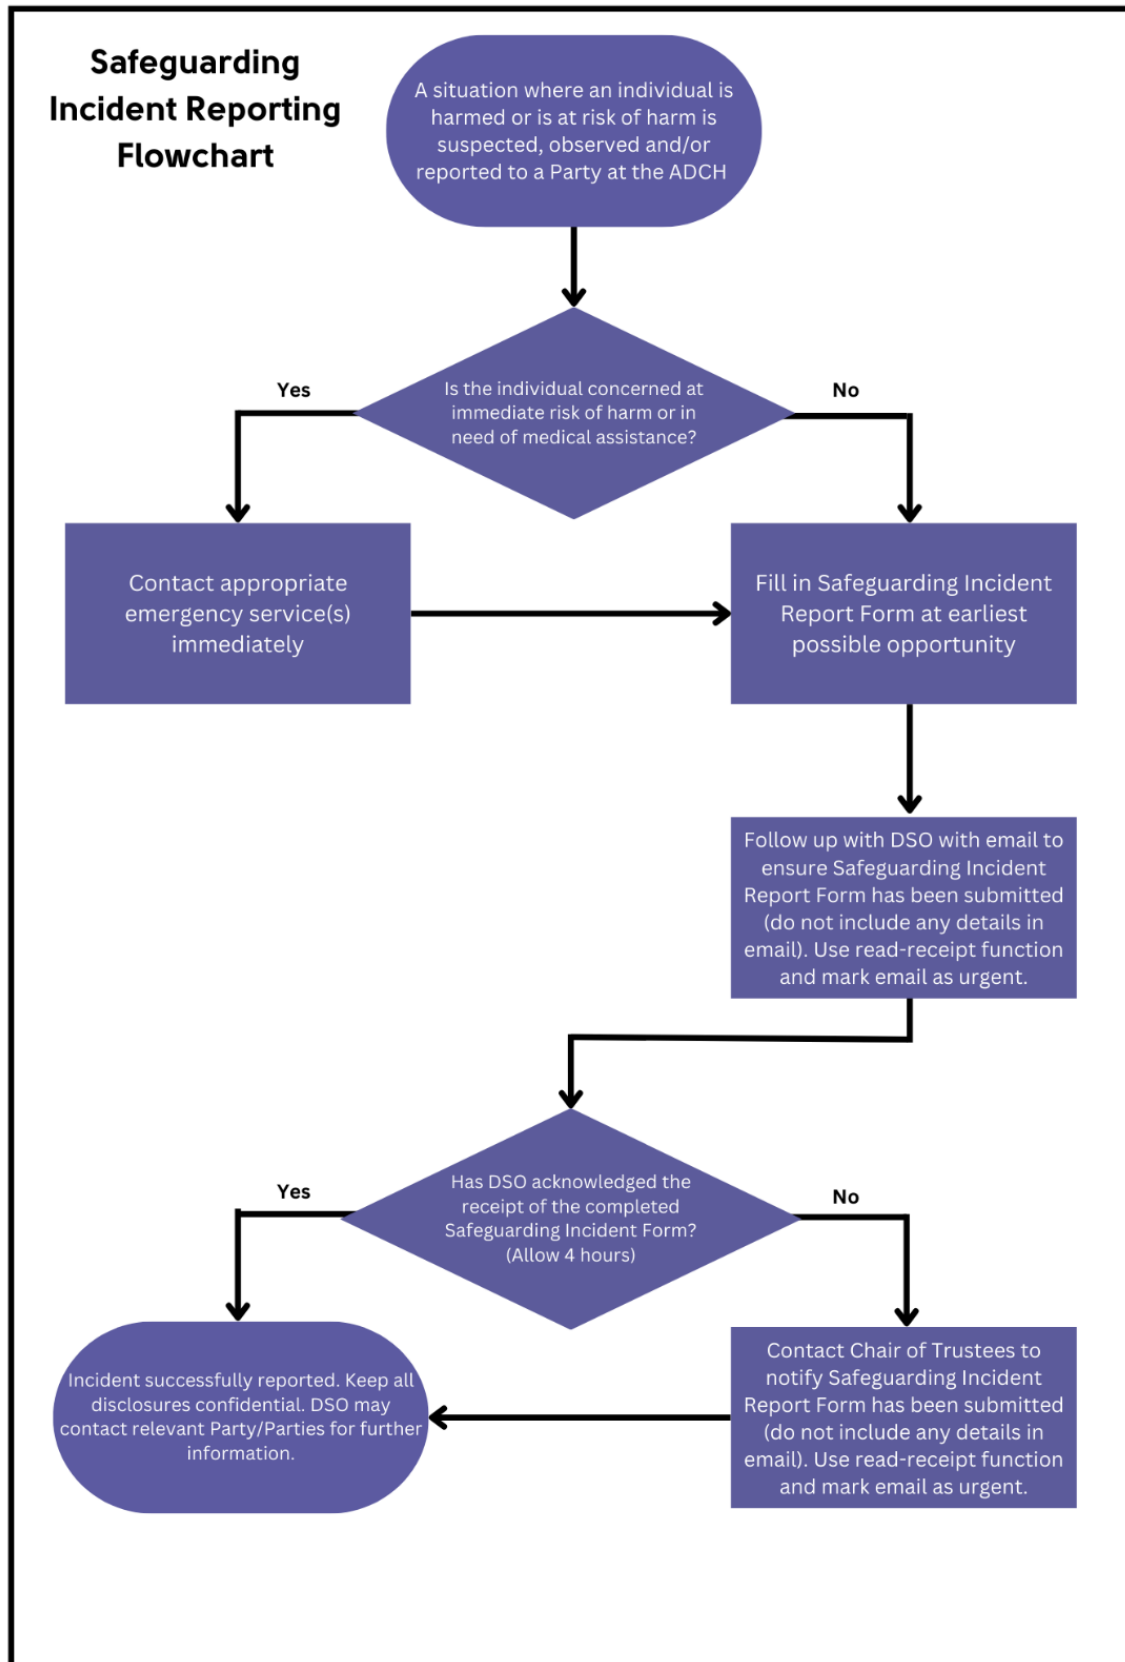 Safeguarding
Incident Reporting
Flowchart
A situation where an individual is
harmed or is at risk of harm is
suspected, observed and/or
reported to a Party at the ADCH
Is the individual concerned at
immediate risk of harm or in
need of medical assistance?
Yes
No
Contact appropriate
emergency service(s)
immediately
Fill in Safeguarding Incident
Report Form at earliest
possible opportunity
Follow up with DSO with email to
ensure Safeguarding Incident
Report Form has been submitted
(do not include any details in
email). Use read-receipt function
and mark email as urgent.
Has DSO acknowledged the
receipt of the completed
Safeguarding Incident Form?
(Allow 4 hours)
Yes
No
Incident successfully reported. Keep all
disclosures confidential. DSO may
contact relevant Party/Parties for further
information.
Contact Chair of Trustees to
notify Safeguarding Incident
Report Form has been submitted
(do not include any details in
email). Use read-receipt function
and mark email as urgent.